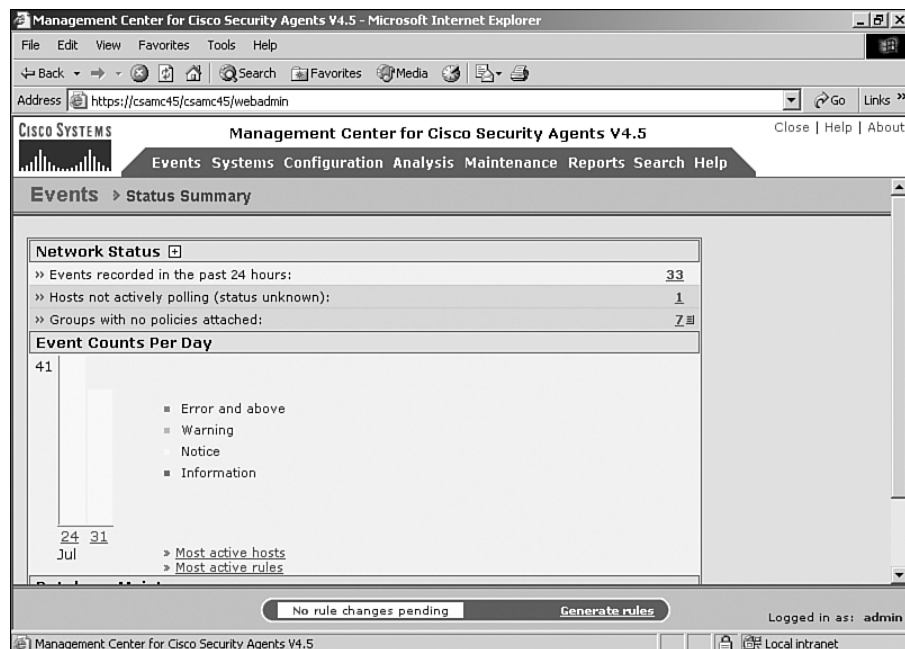 Management Center for Cisco Security Agents V4.5 - Microsoft Internet Explorer
File Edit View Favorites Tools Help
Back Search Favorites Media
Address https://csamc45/csamc45/webadmin Go Links »
CISCO SYSTEMS
Management Center for Cisco Security Agents V4.5
Close | Help | About
Events Systems Configuration Analysis Maintenance Reports Search Help
Events > Status Summary
Network Status +
» Events recorded in the past 24 hours: 33
» Hosts not actively polling (status unknown): 1
» Groups with no policies attached: 7
Event Counts Per Day
41
Error and above
Warning
Notice
Information
24 31
Jul
» Most active hosts
» Most active rules
No rule changes pending Generate rules
Logged in as: admin
Management Center for Cisco Security Agents V4.5 Local intranet